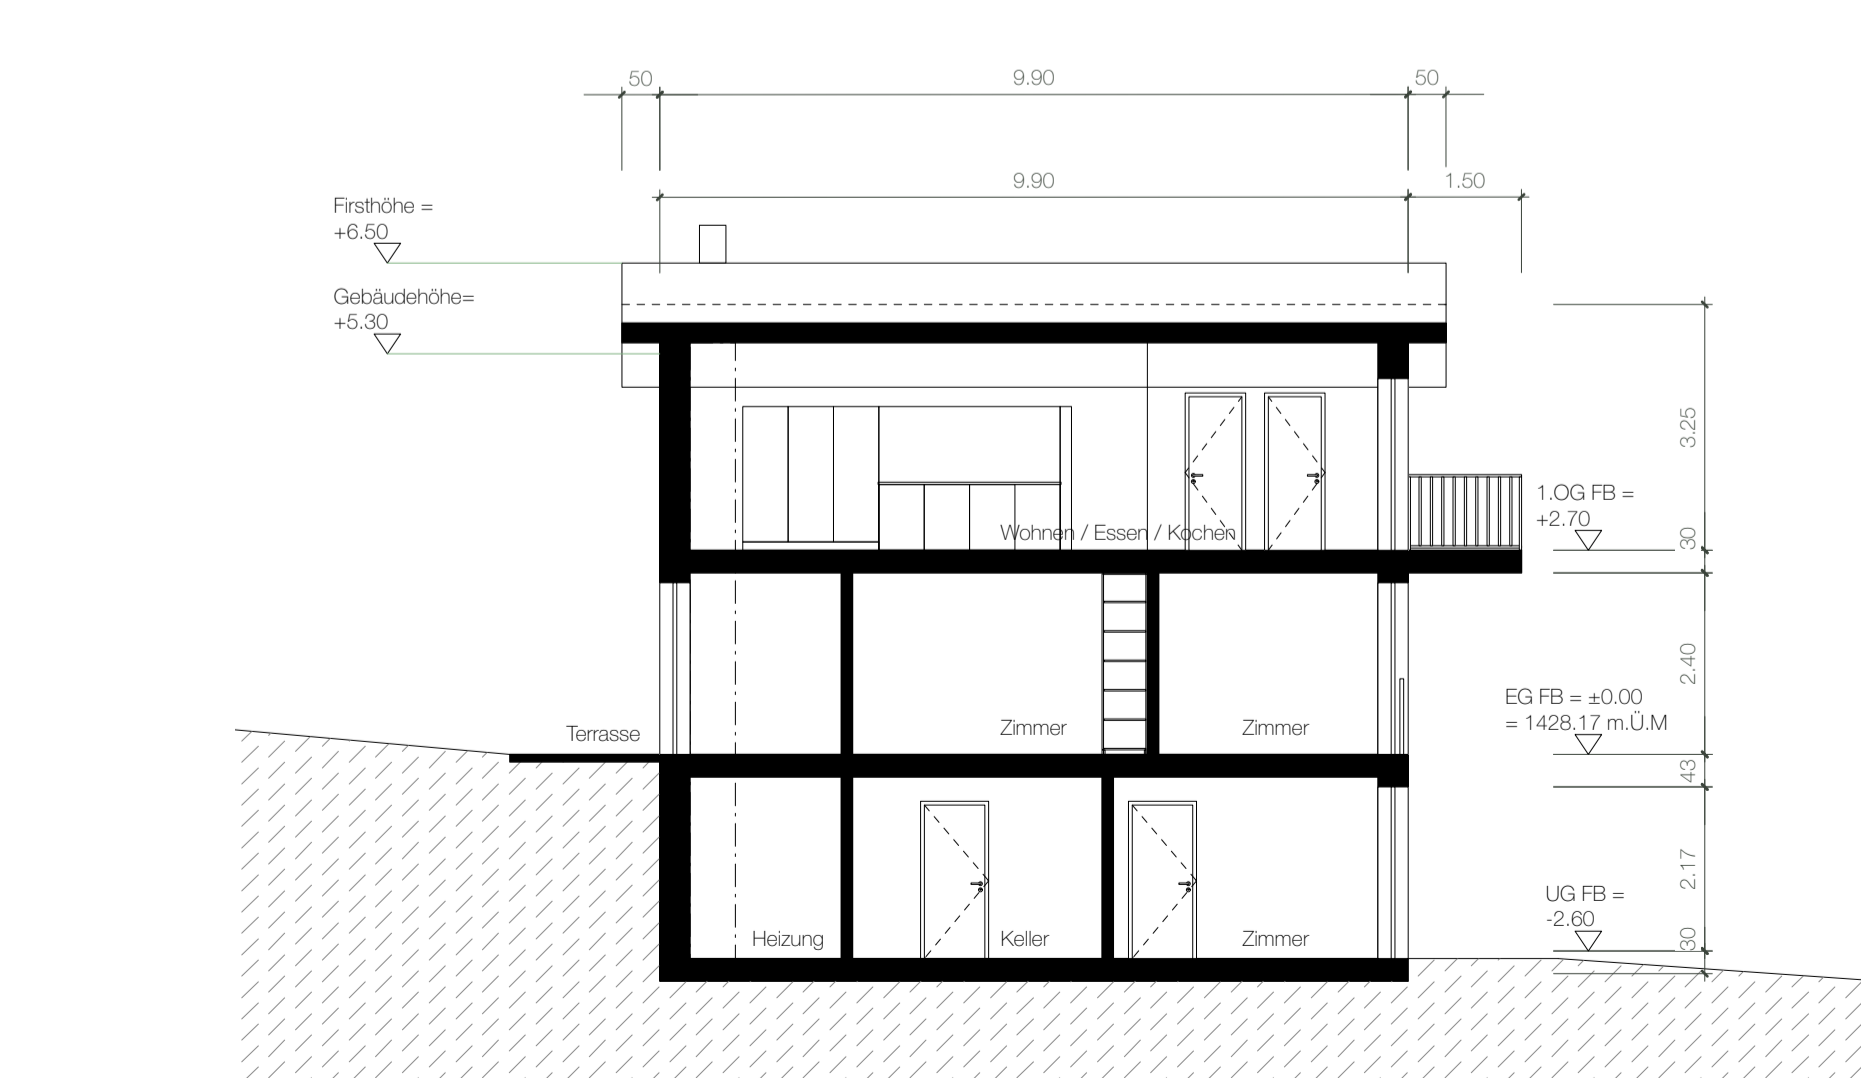 50
9.90
50
9.90
1.50
Firsthöhe =
+6.50
Gebäudehöhe=
+5.30
3.25
1.OG FB =
+2.70
30
Wohnen / Essen / Kochen
2.40
EG FB = ±0.00
= 1428.17 m.Ü.M
Terrasse
Zimmer
Zimmer
43
2.17
UG FB =
-2.60
30
Heizung
Keller
Zimmer